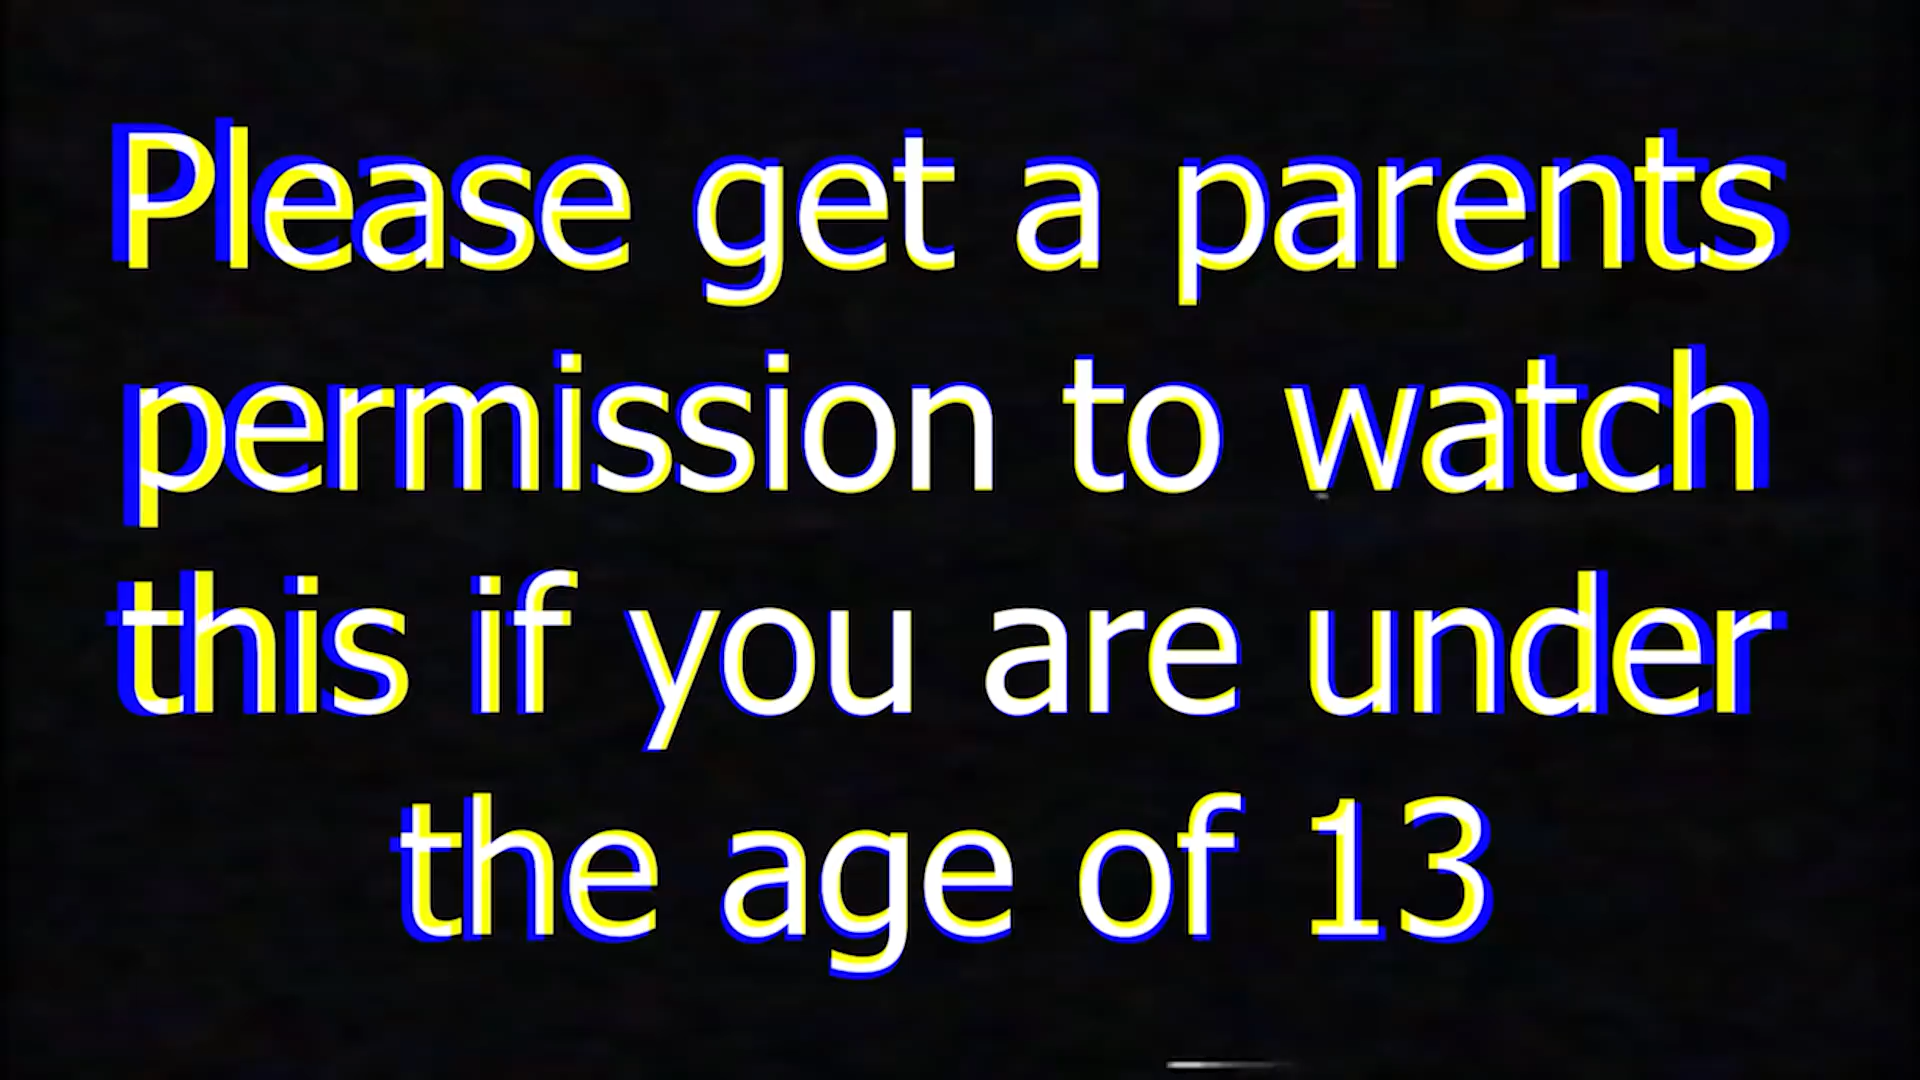 Please get a parents
permission to watch
this if you are under
the age of 13